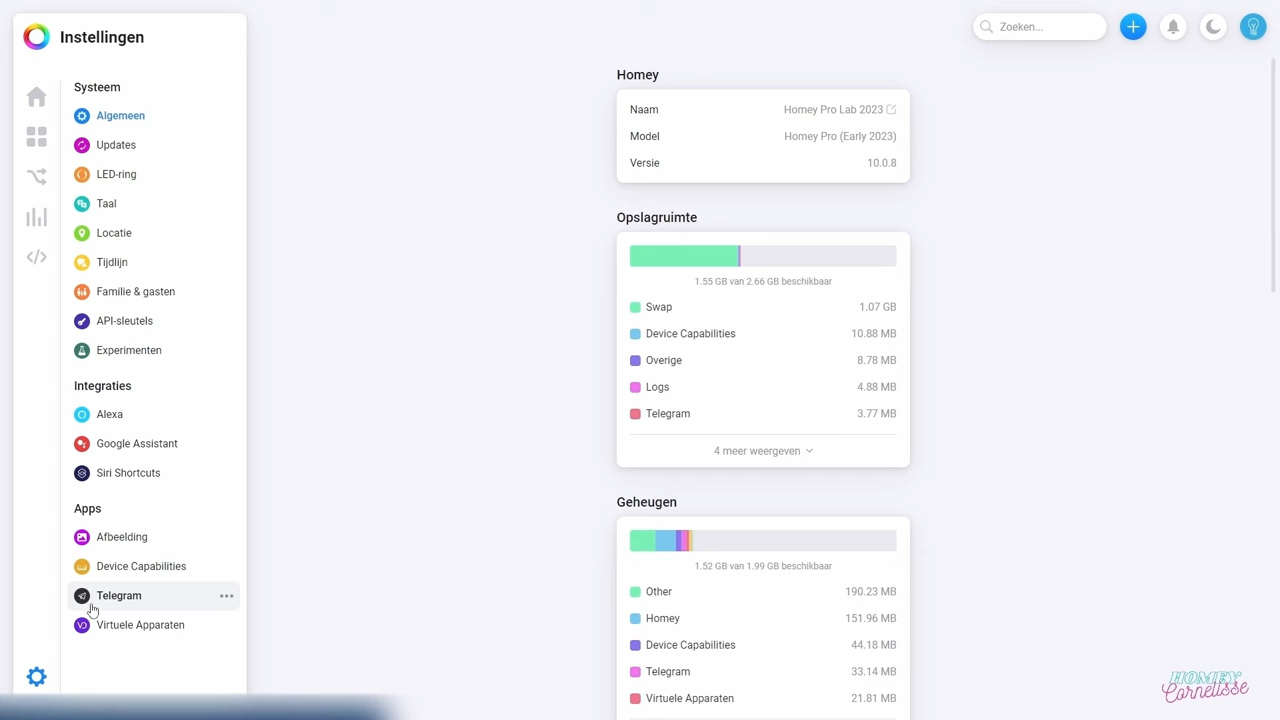 Instellingen
Zoeken...
Systeem
Algemeen
Updates
LED-ring
Taal
Locatie
Tijdlijn
Familie & gasten
API-sleutels
Experimenten
Integraties
Alexa
Google Assistant
Siri Shortcuts
Apps
Afbeelding
Device Capabilities
Telegram
Virtuele Apparaten
Homey
Naam Homey Pro Lab 2023
Model Homey Pro (Early 2023)
Versie 10.0.8
Opslagruimte
1.55 GB van 2.66 GB beschikbaar
Swap 1.07 GB
Device Capabilities 10.88 MB
Overige 8.78 MB
Logs 4.88 MB
Telegram 3.77 MB
4 meer weergeven
Geheugen
1.52 GB van 1.99 GB beschikbaar
Other 190.23 MB
Homey 151.96 MB
Device Capabilities 44.18 MB
Telegram 33.14 MB
Virtuele Apparaten 21.81 MB
HOMEY
Cornelisse